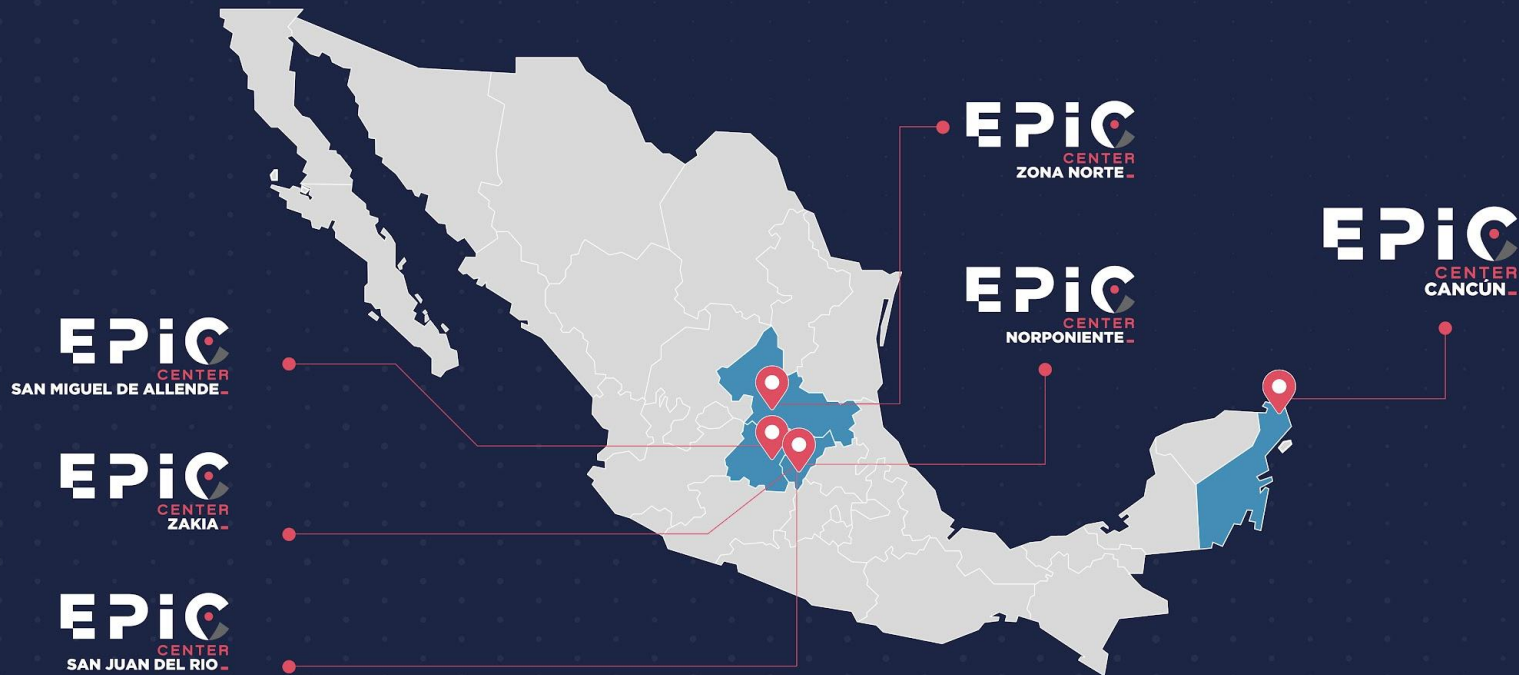 EPiC
CENTER
ZONA NORTE
EPiC
CENTER
CANCÚN
EPiC
CENTER
NORPONIENTE
EPiC
CENTER
SAN MIGUEL DE ALLENDE
EPiC
CENTER
ZAKIA
EPiC
CENTER
SAN JUAN DEL RIO